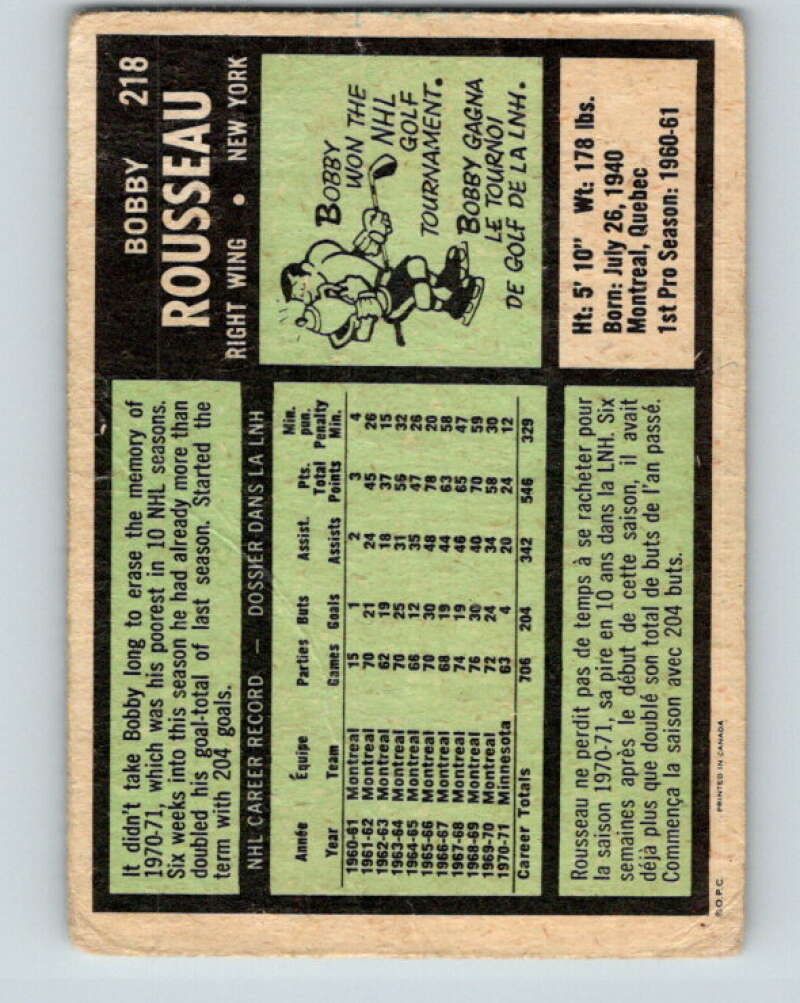 BOBBY 218
ROUSSEAU
RIGHT WING • NEW YORK
It didn't take Bobby long to erase the memory of
1970-71, which was his poorest in 10 NHL seasons.
Six weeks into this season he had already more than
doubled his goal-total of last season. Started the
term with 204 goals.
BOBBY
WON THE
NHL
GOLF
TOURNAMENT.
BOBBY GAGNA
LE TOURNOI
DE GOLF DE LA LNH.
R
Ht: 5' 10" Wt: 178 lbs.
Born: July 26, 1940
Montreal, Quebec
1st Pro Season: 1960-61
NHL CAREER RECORD — DOSSIER DANS LA LNH
Année Équipe Parties Buts Assist. Pts. Min. pun.
Year Team Games Goals Assists Total Points Penalty Min.
1960-61 Montreal 15 1 2 3 4
1961-62 Montreal 70 21 24 45 26
1962-63 Montreal 62 19 18 37 15
1963-64 Montreal 70 25 31 56 32
1964-65 Montreal 66 12 35 47 26
1965-66 Montreal 70 30 48 78 20
1966-67 Montreal 68 19 44 63 58
1967-68 Montreal 74 19 46 65 47
1968-69 Montreal 76 30 40 70 59
1969-70 Montreal 72 24 34 58 30
1970-71 Minnesota 63 4 20 24 12
Career Totals 706 204 342 546 329
Rousseau ne perdit pas de temps à se racheter pour
la saison 1970-71, sa pire en 10 ans dans la LNH. Six
semaines après le début de cette saison, il avait
déja plus que doublé son total de buts de l'an passé.
Commença la saison avec 204 buts.
© O.P.C. PRINTED IN CANADA